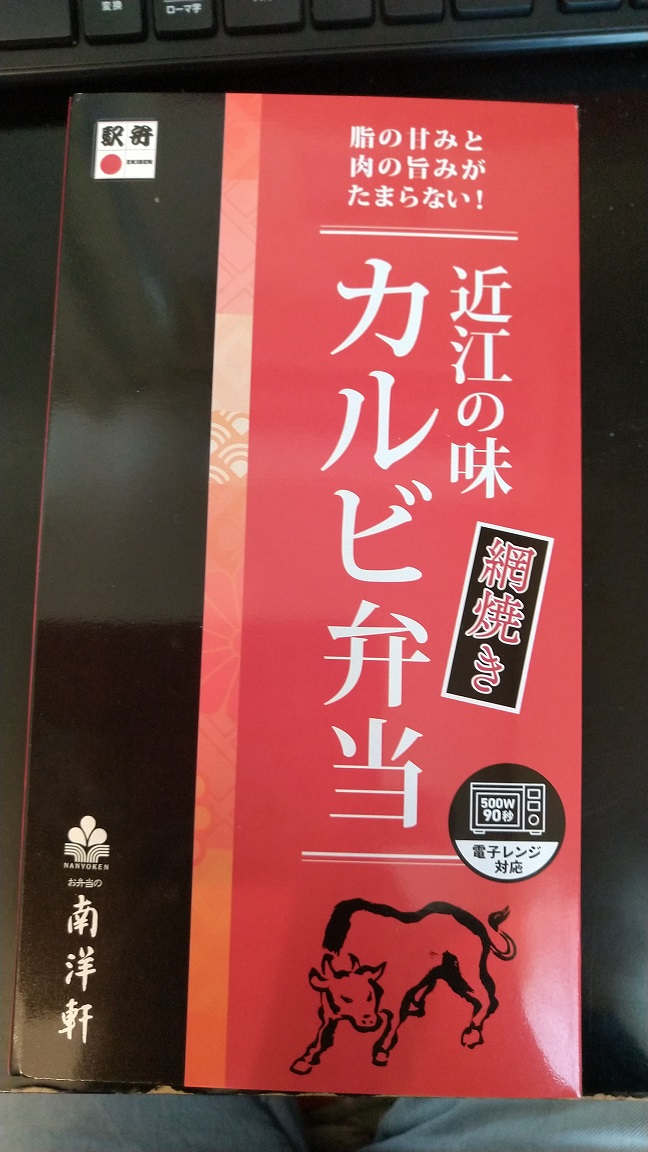 変換
ローマ字
駅弁
EKIBEN
脂の甘みと
肉の旨みが
たまらない！
近江の味
カルビ弁当
網焼き
500W
90秒
電子レンジ
対応
NANYOKEN
お弁当の
南洋軒